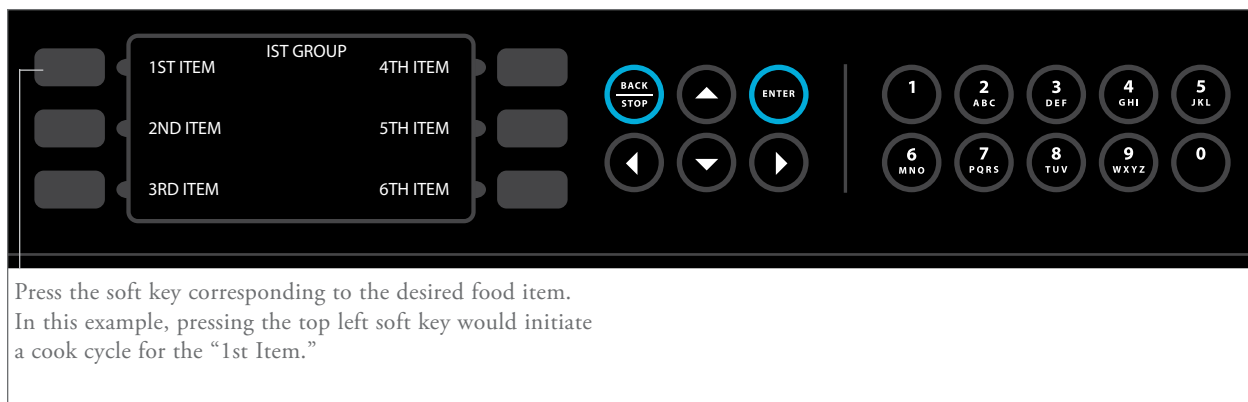 IST GROUP
1ST ITEM
4TH ITEM
2ND ITEM
5TH ITEM
3RD ITEM
6TH ITEM
BACK
STOP
ENTER
1
2
ABC
3
DEF
4
GHI
5
JKL
6
MNO
7
PQRS
8
TUV
9
WXYZ
0
Press the soft key corresponding to the desired food item.
In this example, pressing the top left soft key would initiate
a cook cycle for the “1st Item.”